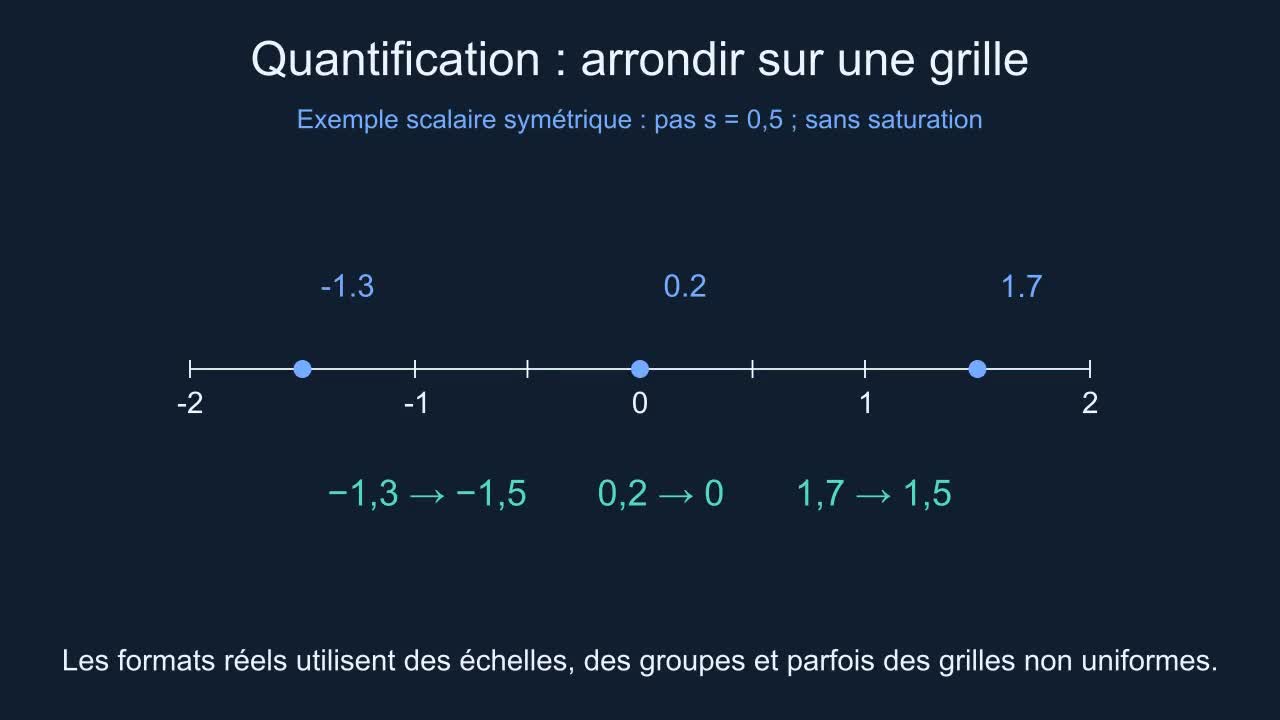 Quantification : arrondir sur une grille
Exemple scalaire symétrique : pas s = 0,5 ; sans saturation
-1.3 0.2 1.7
-2 -1 0 1 2
−1,3 → −1,5 0,2 → 0 1,7 → 1,5
Les formats réels utilisent des échelles, des groupes et parfois des grilles non uniformes.